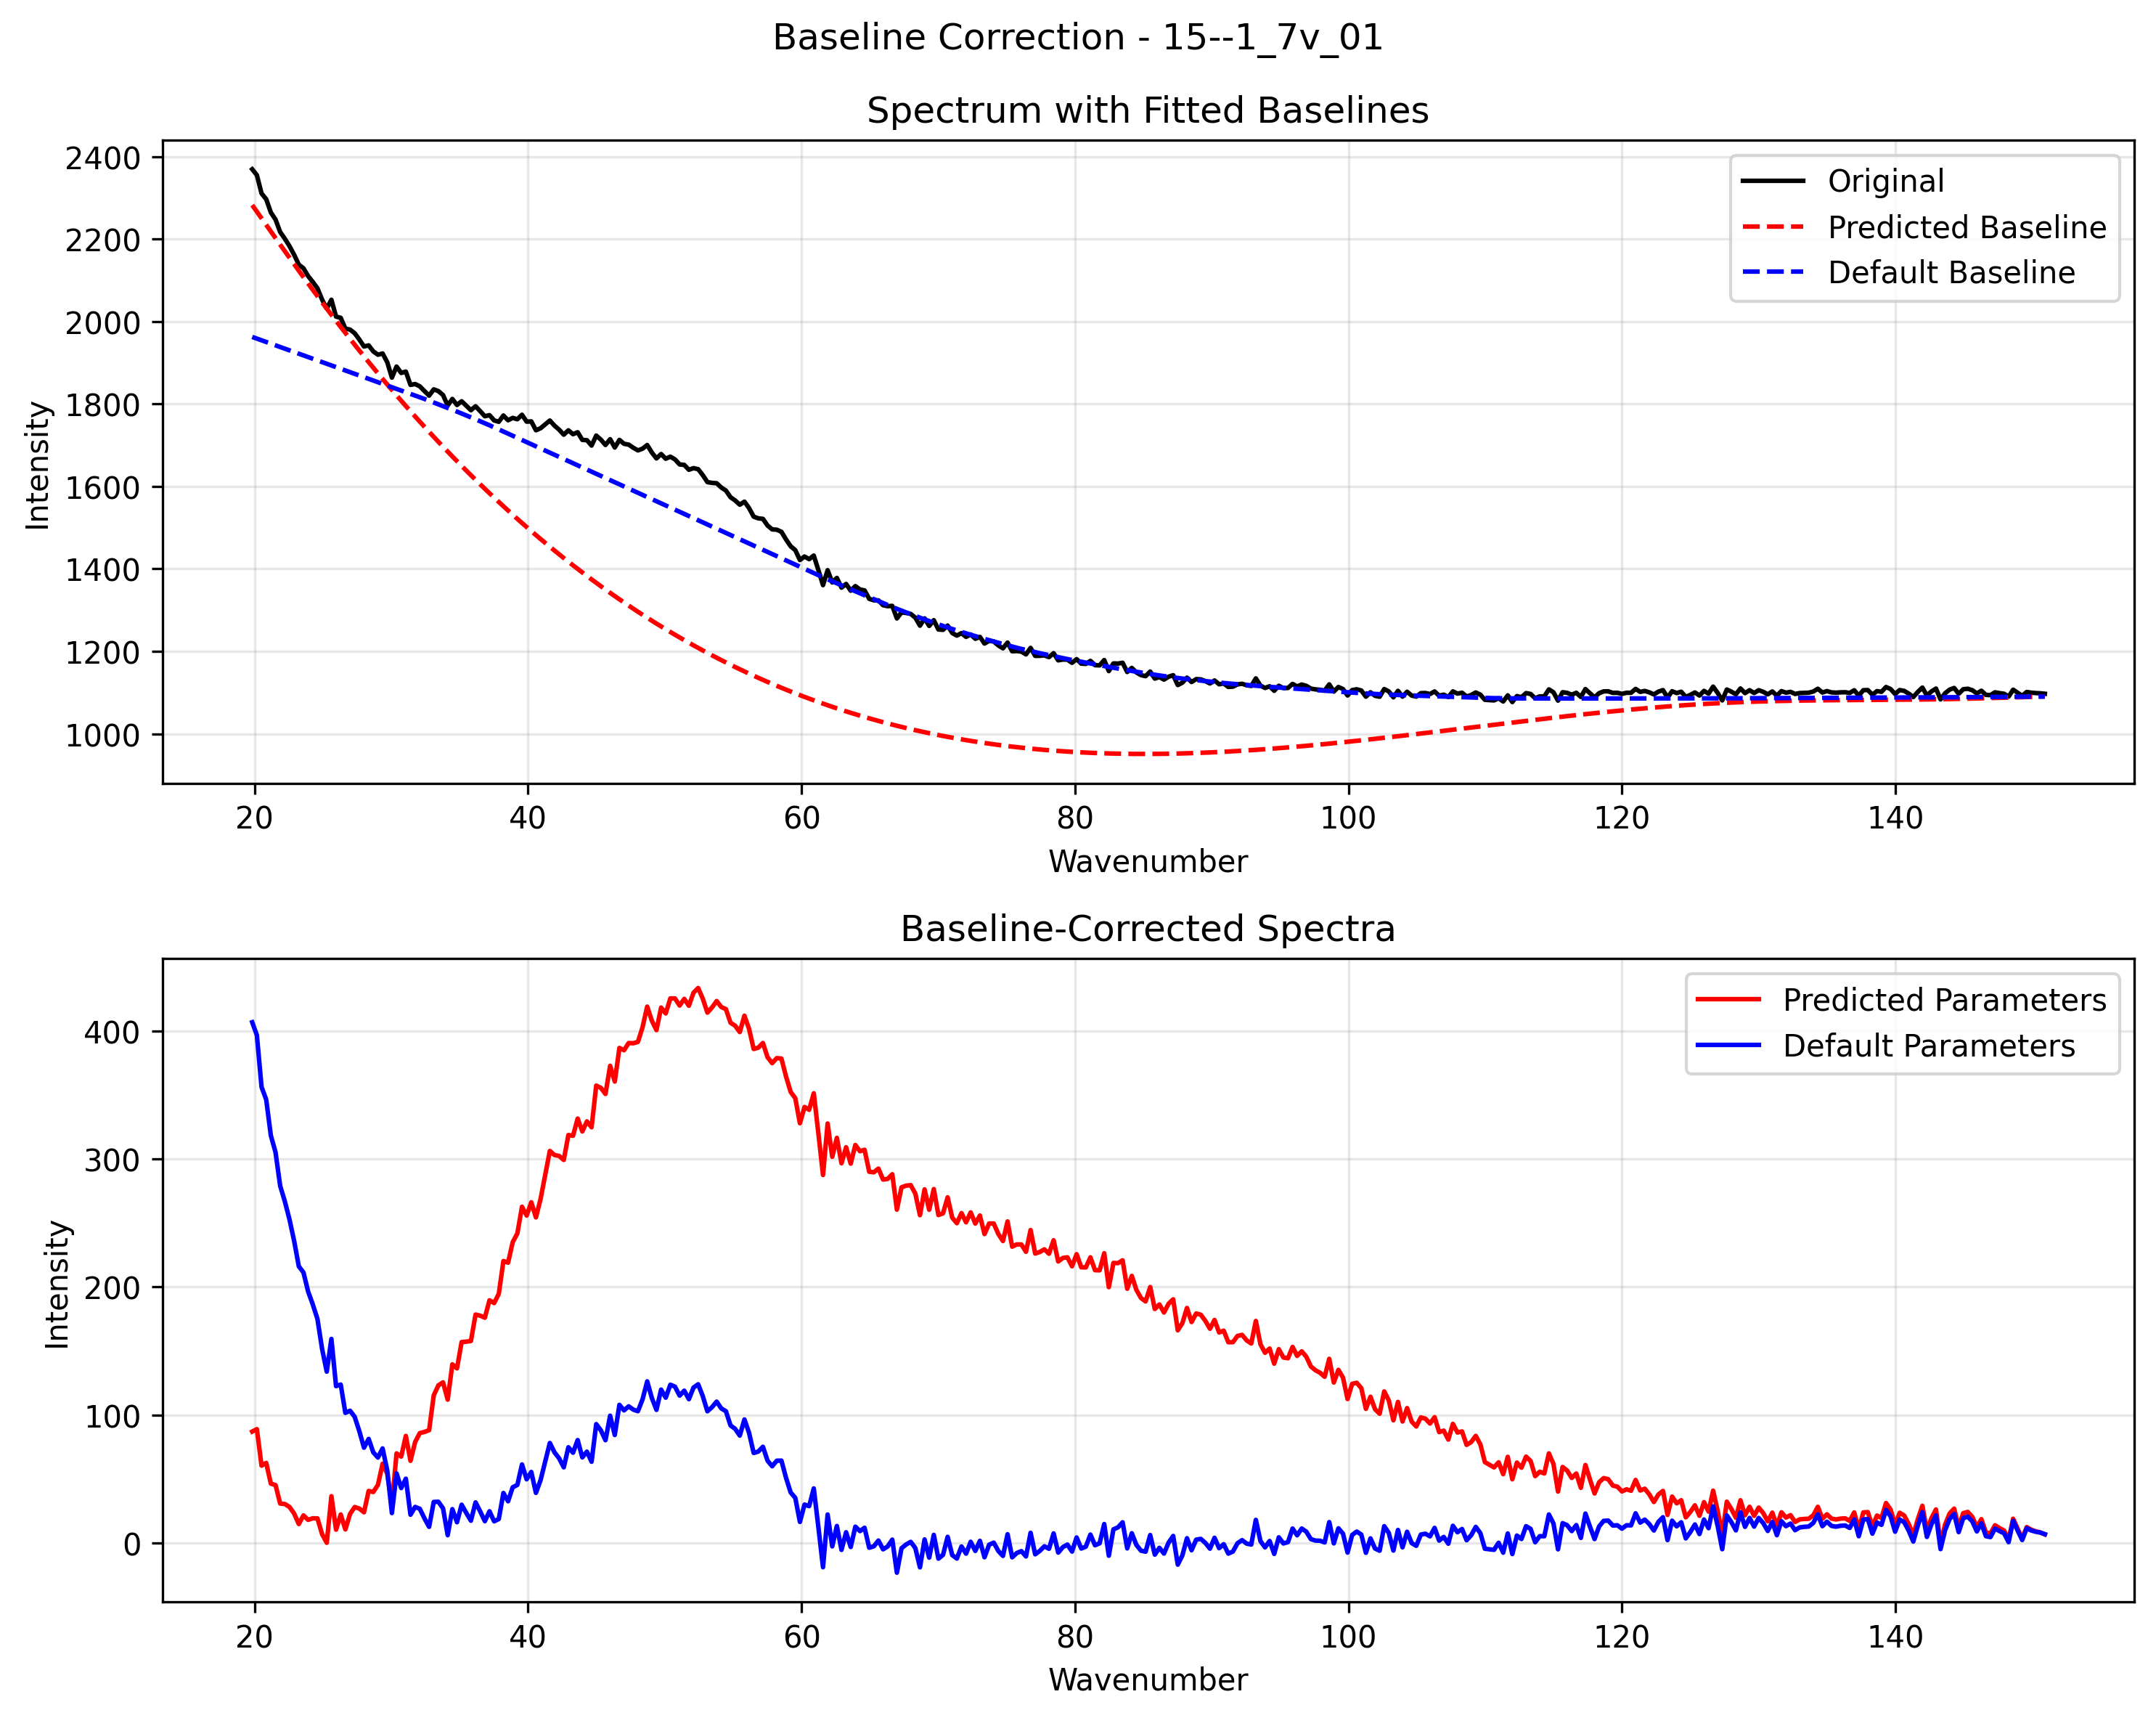 Baseline Correction - 15--1_7v_01
Spectrum with Fitted Baselines
2400
2200
2000
1800
1600
1400
1200
1000
Intensity
Original
Predicted Baseline
Default Baseline
20 40 60 80 100 120 140
Wavenumber
Baseline-Corrected Spectra
400
300
200
100
0
Intensity
Predicted Parameters
Default Parameters
20 40 60 80 100 120 140
Wavenumber